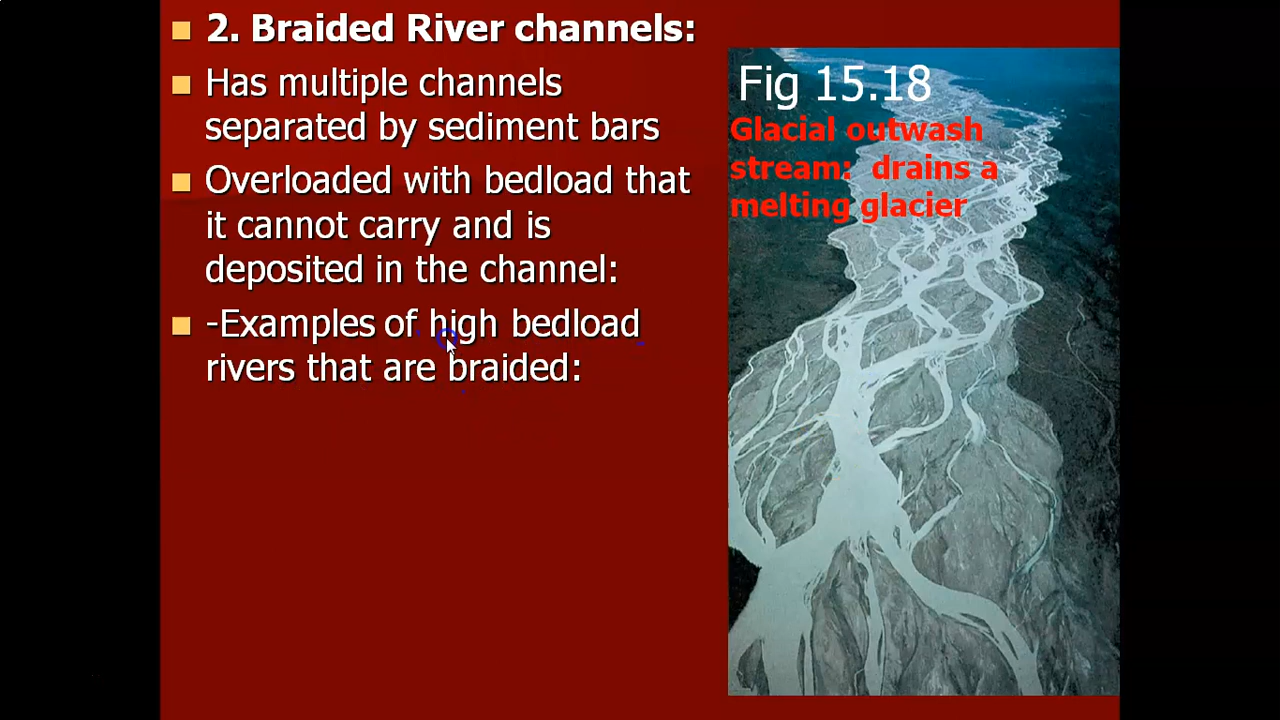 2. Braided River channels:
Has multiple channels
separated by sediment bars
Overloaded with bedload that
it cannot carry and is
deposited in the channel:
-Examples of high bedload
rivers that are braided:
Fig 15.18
Glacial outwash
stream: drains a
melting glacier